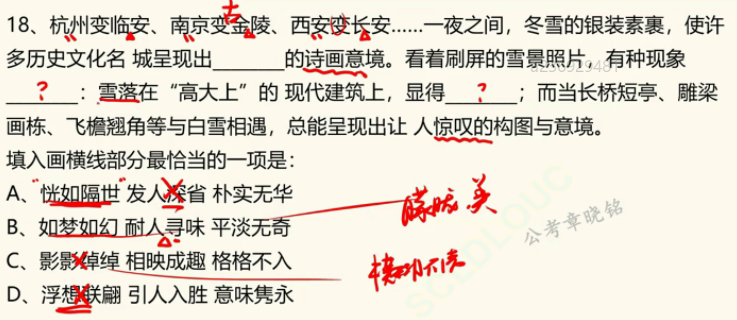 古
18、杭州变临安、南京变金陵、西安变长安……一夜之间，冬雪的银装素裹，使许
多历史文化名 城呈现出________的诗画意境。看着刷屏的雪景照片，有种现象
________？：雪落在“高大上”的 现代建筑上，显得________？；而当长桥短亭、雕梁
画栋、飞檐翘角等与白雪相遇，总能呈现出让 人惊叹的构图与意境。
填入画横线部分最恰当的一项是：
A、“恍如隔世” 发人深省 朴实无华
B、如梦如幻 耐人寻味 平淡无奇
朦胧美
C、影影绰绰 相映成趣 格格不入
模糊不清
D、浮想联翩 引人入胜 意味隽永
公考章晓铭